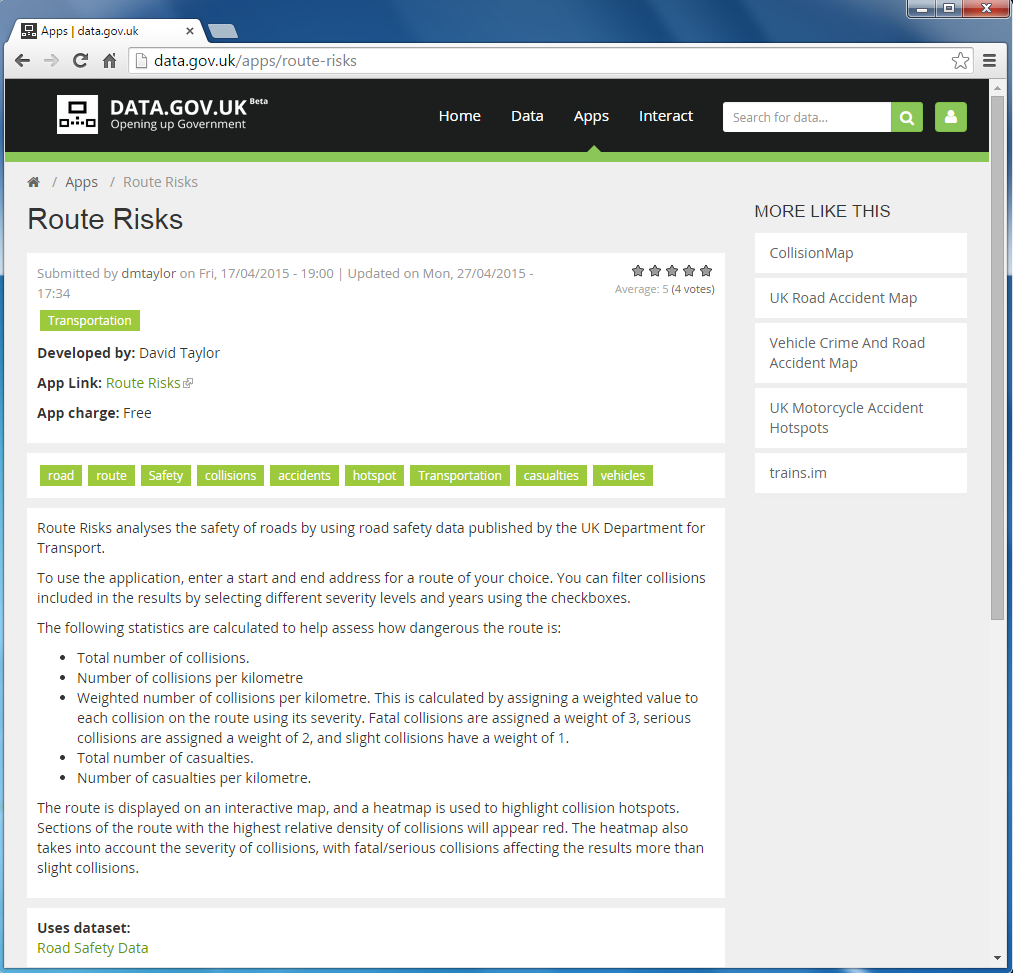 Apps | data.gov.uk
data.gov.uk/apps/route-risks
DATA.GOV.UK Beta
Opening up Government
Home Data Apps Interact
Search for data...
/ Apps / Route Risks
Route Risks
Submitted by dmtaylor on Fri, 17/04/2015 - 19:00 | Updated on Mon, 27/04/2015 -
17:34
Average: 5 (4 votes)
Transportation
Developed by: David Taylor
App Link: Route Risks
App charge: Free
road route Safety collisions accidents hotspot Transportation casualties vehicles
Route Risks analyses the safety of roads by using road safety data published by the UK Department for
Transport.
To use the application, enter a start and end address for a route of your choice. You can filter collisions
included in the results by selecting different severity levels and years using the checkboxes.
The following statistics are calculated to help assess how dangerous the route is:
• Total number of collisions.
• Number of collisions per kilometre
• Weighted number of collisions per kilometre. This is calculated by assigning a weighted value to
each collision on the route using its severity. Fatal collisions are assigned a weight of 3, serious
collisions are assigned a weight of 2, and slight collisions have a weight of 1.
• Total number of casualties.
• Number of casualties per kilometre.
The route is displayed on an interactive map, and a heatmap is used to highlight collision hotspots.
Sections of the route with the highest relative density of collisions will appear red. The heatmap also
takes into account the severity of collisions, with fatal/serious collisions affecting the results more than
slight collisions.
Uses dataset:
Road Safety Data
MORE LIKE THIS
CollisionMap
UK Road Accident Map
Vehicle Crime And Road
Accident Map
UK Motorcycle Accident
Hotspots
trains.im